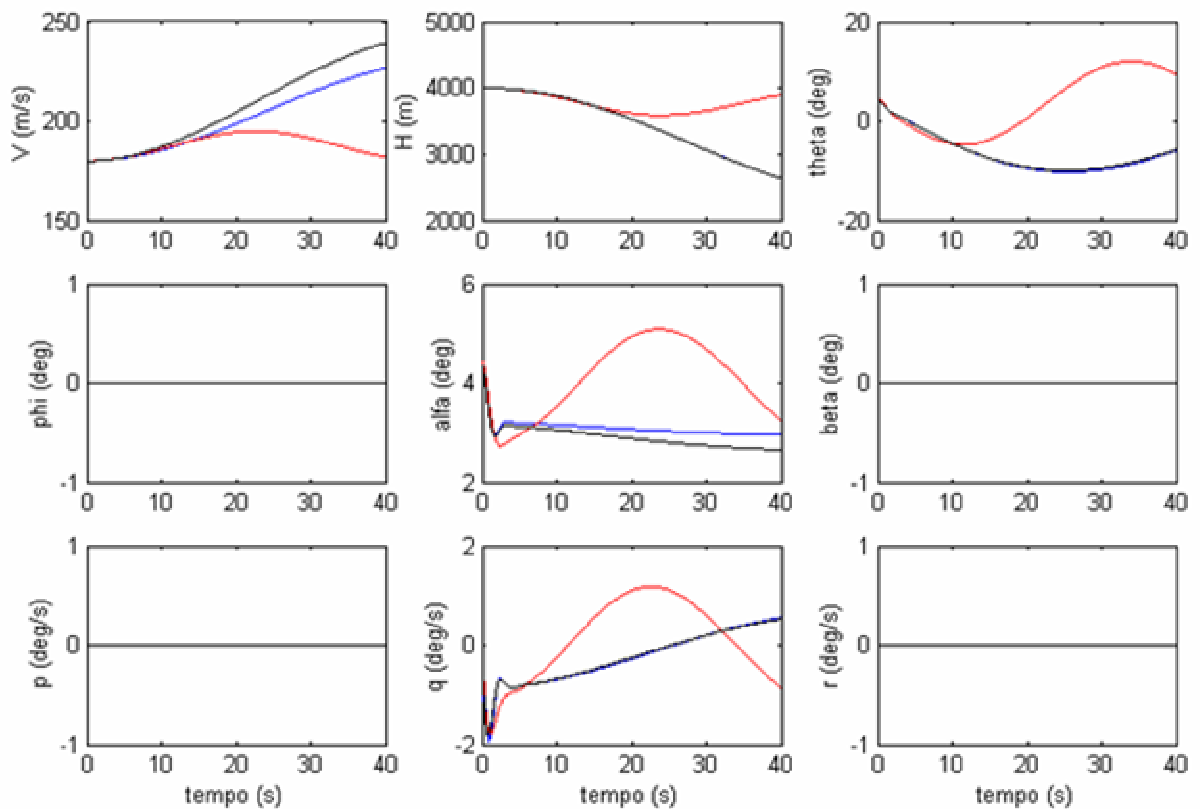 250
200
150
V (m/s)
0 10 20 30 40
5000
4000
3000
2000
H (m)
0 10 20 30 40
20
0
-20
theta (deg)
0 10 20 30 40
1
0
-1
phi (deg)
0 10 20 30 40
6
4
2
alfa (deg)
0 10 20 30 40
1
0
-1
beta (deg)
0 10 20 30 40
1
0
-1
p (deg/s)
0 10 20 30 40
tempo (s)
2
0
-2
q (deg/s)
0 10 20 30 40
tempo (s)
1
0
-1
r (deg/s)
0 10 20 30 40
tempo (s)